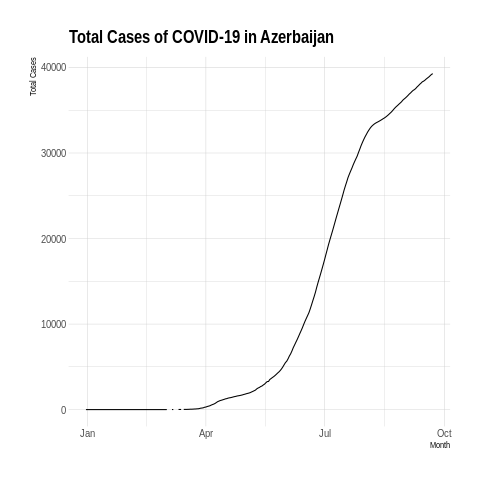 Total Cases of COVID-19 in Azerbaijan
Total Cases
40000
30000
20000
10000
0
Jan Apr Jul Oct
Month